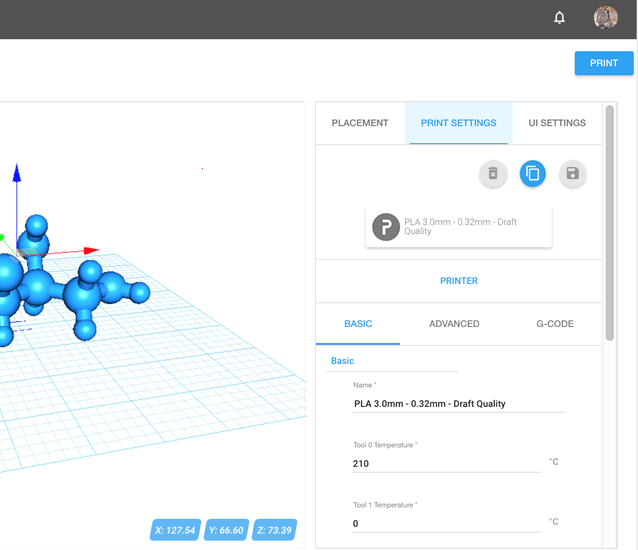 PRINT
PLACEMENT
PRINT SETTINGS
UI SETTINGS
PLA 3.0mm - 0.32mm - Draft
Quality
PRINTER
BASIC
ADVANCED
G-CODE
Basic
Name *
PLA 3.0mm - 0.32mm - Draft Quality
Tool 0 Temperature *
210
°C
Tool 1 Temperature *
0
°C
X: 127.54
Y: 66.60
Z: 73.39